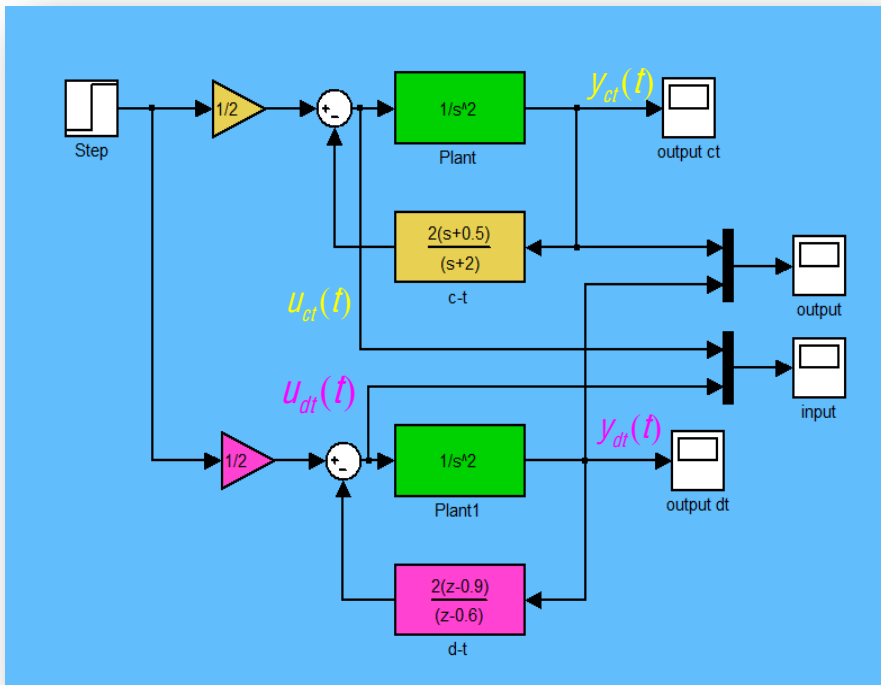 Step
1/2
+
−
1/s^2
Plant
y_ct(t)
output ct
2(s+0.5)
(s+2)
c-t
u_ct(t)
output
input
u_dt(t)
1/2
+
−
1/s^2
Plant1
y_dt(t)
output dt
2(z-0.9)
(z-0.6)
d-t